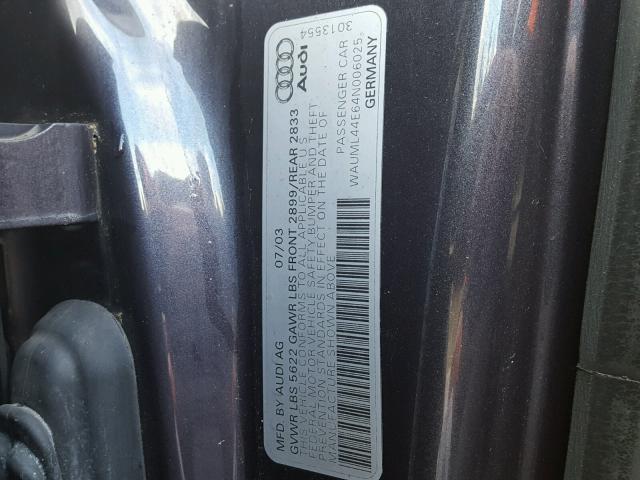 MFD. BY AUDI AG 07/03
GVWR LBS 5622 GAWR LBS FRONT 2899/REAR 2833
THIS VEHICLE CONFORMS TO ALL APPLICABLE U.S.
FEDERAL MOTOR VEHICLE SAFETY BUMPER AND THEFT
PREVENTION STANDARDS IN EFFECT ON THE DATE OF
MANUFACTURE SHOWN ABOVE
3013554
Audi
PASSENGER CAR
WAUML44E64N006025
GERMANY